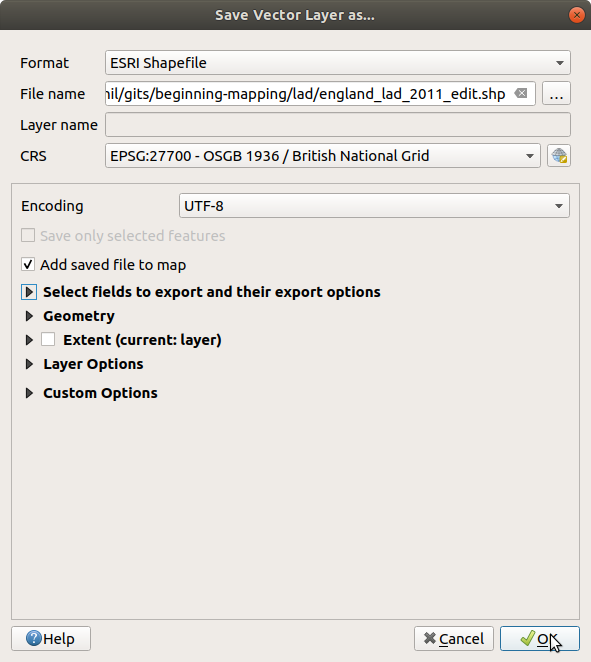 Save Vector Layer as...
Format ESRI Shapefile
File name nil/gits/beginning-mapping/lad/england_lad_2011_edit.shp ...
Layer name
CRS EPSG:27700 - OSGB 1936 / British National Grid
Encoding UTF-8
Save only selected features
Add saved file to map
Select fields to export and their export options
Geometry
Extent (current: layer)
Layer Options
Custom Options
Help Cancel OK